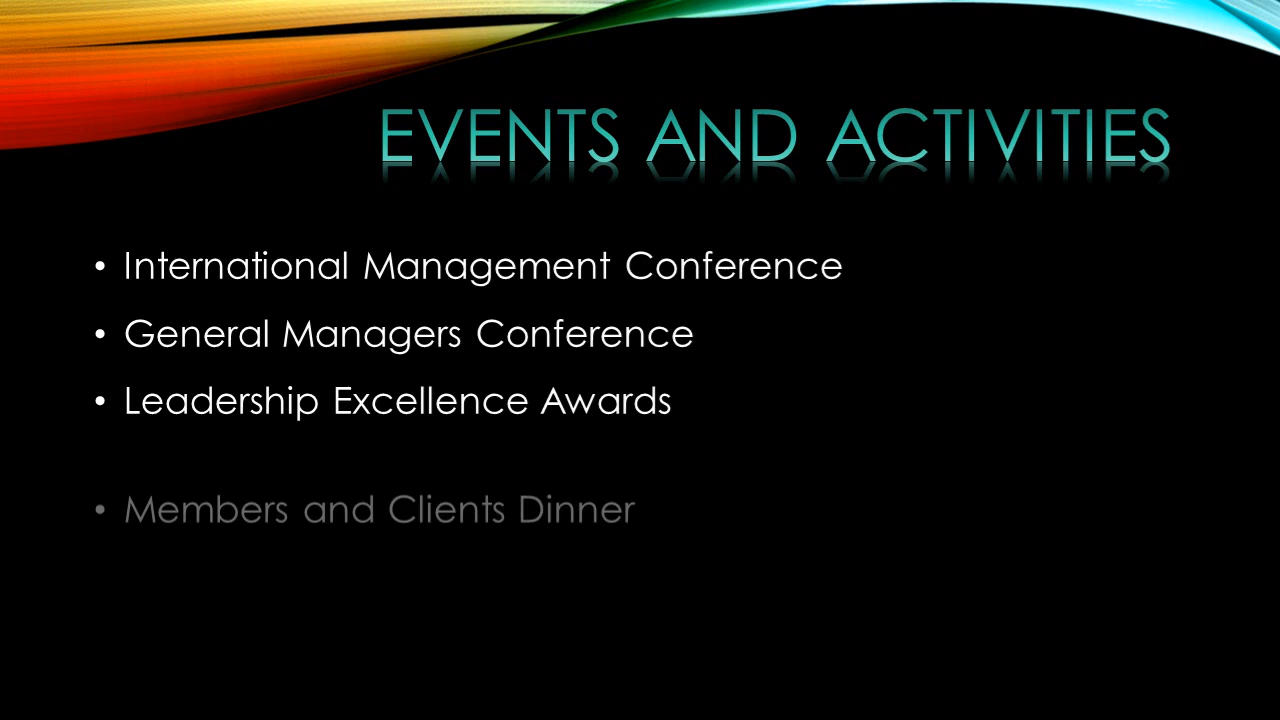 EVENTS AND ACTIVITIES
• International Management Conference
• General Managers Conference
• Leadership Excellence Awards
• Members and Clients Dinner